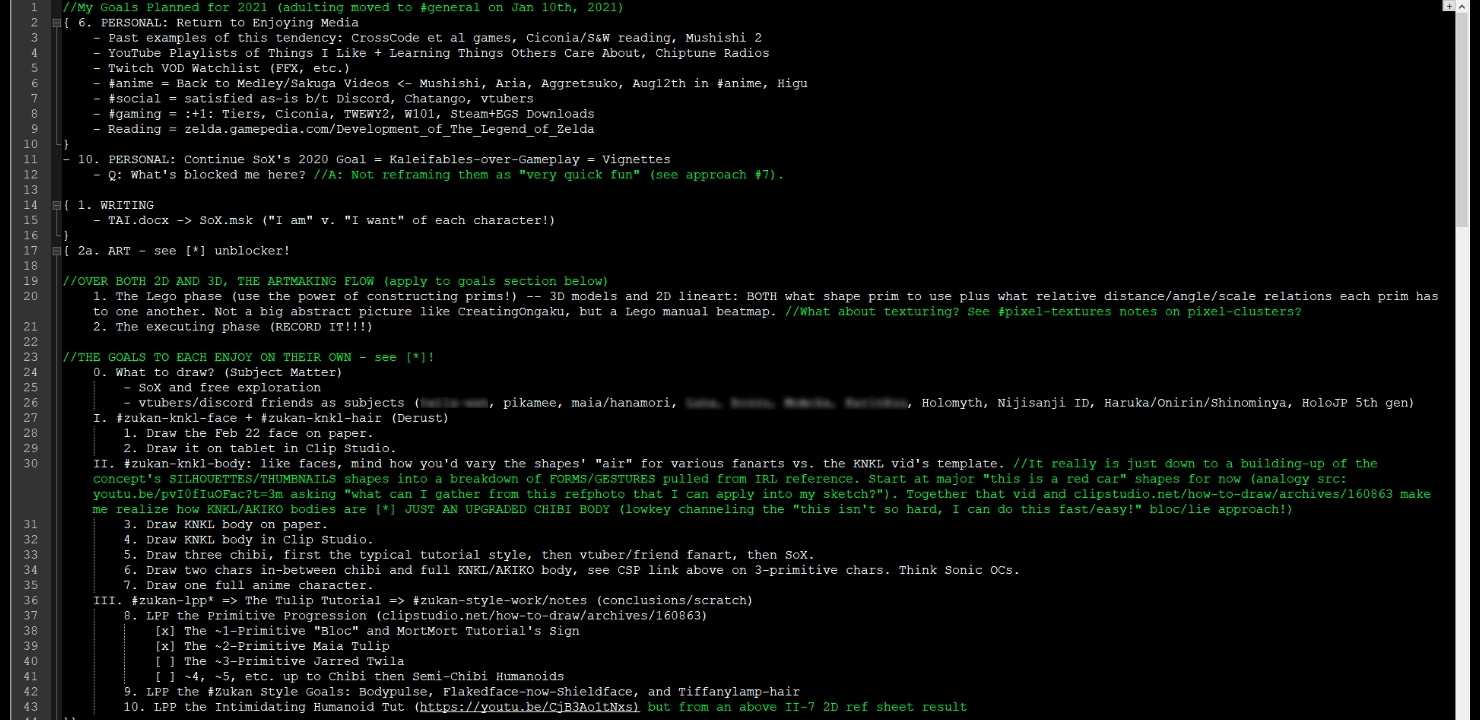 1 //My Goals Planned for 2021 (adulting moved to #general on Jan 10th, 2021)
2 { 6. PERSONAL: Return to Enjoying Media
3 - Past examples of this tendency: CrossCode et al games, Ciconia/S&W reading, Mushishi 2
4 - YouTube Playlists of Things I Like + Learning Things Others Care About, Chiptune Radios
5 - Twitch VOD Watchlist (FFX, etc.)
6 - #anime = Back to Medley/Sakuga Videos <- Mushishi, Aria, Aggretsuko, Aug12th in #anime, Higu
7 - #social = satisfied as-is b/t Discord, Chatango, vtubers
8 - #gaming = :+1: Tiers, Ciconia, TWEWY2, W101, Steam+EGS Downloads
9 - Reading = zelda.gamepedia.com/Development_of_The_Legend_of_Zelda
10 }
11 - 10. PERSONAL: Continue SoX's 2020 Goal = Kaleifables-over-Gameplay = Vignettes
12 - Q: What's blocked me here? //A: Not reframing them as "very quick fun" (see approach #7).
13
14 { 1. WRITING
15 - TAI.docx -> SoX.msk ("I am" v. "I want" of each character!)
16 }
17 { 2a. ART - see [*] unblocker!
18
19 //OVER BOTH 2D AND 3D, THE ARTMAKING FLOW (apply to goals section below)
20 1. The Lego phase (use the power of constructing prims!) -- 3D models and 2D lineart: BOTH what shape prim to use plus what relative distance/angle/scale relations each prim has
to one another. Not a big abstract picture like CreatingOngaku, but a Lego manual beatmap. //What about texturing? See #pixel-textures notes on pixel-clusters?
21 2. The executing phase (RECORD IT!!!)
22
23 //THE GOALS TO EACH ENJOY ON THEIR OWN - see [*]!
24 0. What to draw? (Subject Matter)
25 - SoX and free exploration
26 - vtubers/discord friends as subjects (, pikamee, maia/hanamori, , Holomyth, Nijisanji ID, Haruka/Onirin/Shinominya, HoloJP 5th gen)
27 I. #zukan-knkl-face + #zukan-knkl-hair (Derust)
28 1. Draw the Feb 22 face on paper.
29 2. Draw it on tablet in Clip Studio.
30 II. #zukan-knkl-body: like faces, mind how you'd vary the shapes' "air" for various fanarts vs. the KNKL vid's template. //It really is just down to a building-up of the
concept's SILHOUETTES/THUMBNAILS shapes into a breakdown of FORMS/GESTURES pulled from IRL reference. Start at major "this is a red car" shapes for now (analogy src:
youtu.be/pvI0fIuOFac?t=3m asking "what can I gather from this refphoto that I can apply into my sketch?"). Together that vid and clipstudio.net/how-to-draw/archives/160863 make
me realize how KNKL/AKIKO bodies are [*] JUST AN UPGRADED CHIBI BODY (lowkey channeling the "this isn't so hard, I can do this fast/easy!" bloc/lie approach!)
31 3. Draw KNKL body on paper.
32 4. Draw KNKL body in Clip Studio.
33 5. Draw three chibi, first the typical tutorial style, then vtuber/friend fanart, then SoX.
34 6. Draw two chars in-between chibi and full KNKL/AKIKO body, see CSP link above on 3-primitive chars. Think Sonic OCs.
35 7. Draw one full anime character.
36 III. #zukan-lpp* => The Tulip Tutorial => #zukan-style-work/notes (conclusions/scratch)
37 8. LPP the Primitive Progression (clipstudio.net/how-to-draw/archives/160863)
38 [x] The ~1-Primitive "Bloc" and MortMort Tutorial's Sign
39 [x] The ~2-Primitive Maia Tulip
40 [ ] The ~3-Primitive Jarred Twila
41 [ ] ~4, ~5, etc. up to Chibi then Semi-Chibi Humanoids
42 9. LPP the #Zukan Style Goals: Bodypulse, Flakedface-now-Shieldface, and Tiffanylamp-hair
43 10. LPP the Intimidating Humanoid Tut (https://youtu.be/CjB3Ao1tNxs) but from an above II-7 2D ref sheet result